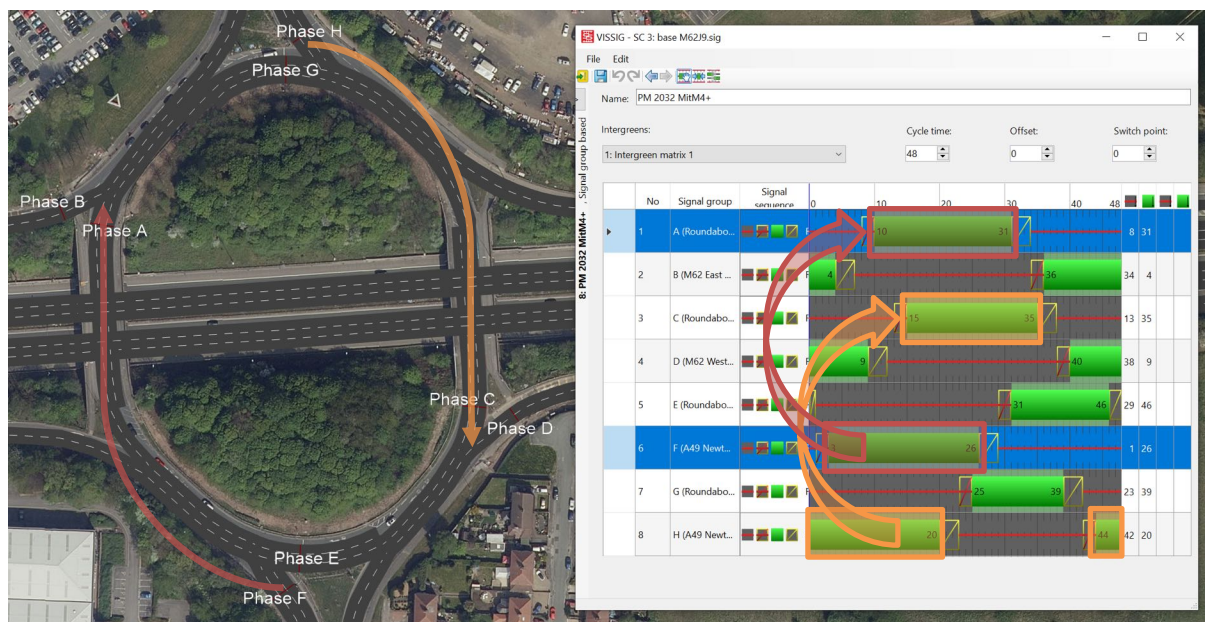 Phase H
Phase G
Phase B
Phase A
Phase C
Phase D
Phase E
Phase F
VISSIG - SC 3: base M62J9.sig
File Edit
Name: PM 2032 MitM4+
8: PM 2032 MitM4+ , Signal group based
Intergreens: Cycle time: Offset: Switch point:
1: Intergreen matrix 1 48 0 0
No Signal group Signal sequence 0 10 20 30 40 48
1 A (Roundabo... 10 31 8 31
2 B (M62 East ... 4 36 34 4
3 C (Roundabo... 15 35 13 35
4 D (M62 West... 9 40 38 9
5 E (Roundabo... 31 46 29 46
6 F (A49 Newt... 26 1 26
7 G (Roundabo... 25 39 23 39
8 H (A49 Newt... 20 44 42 20